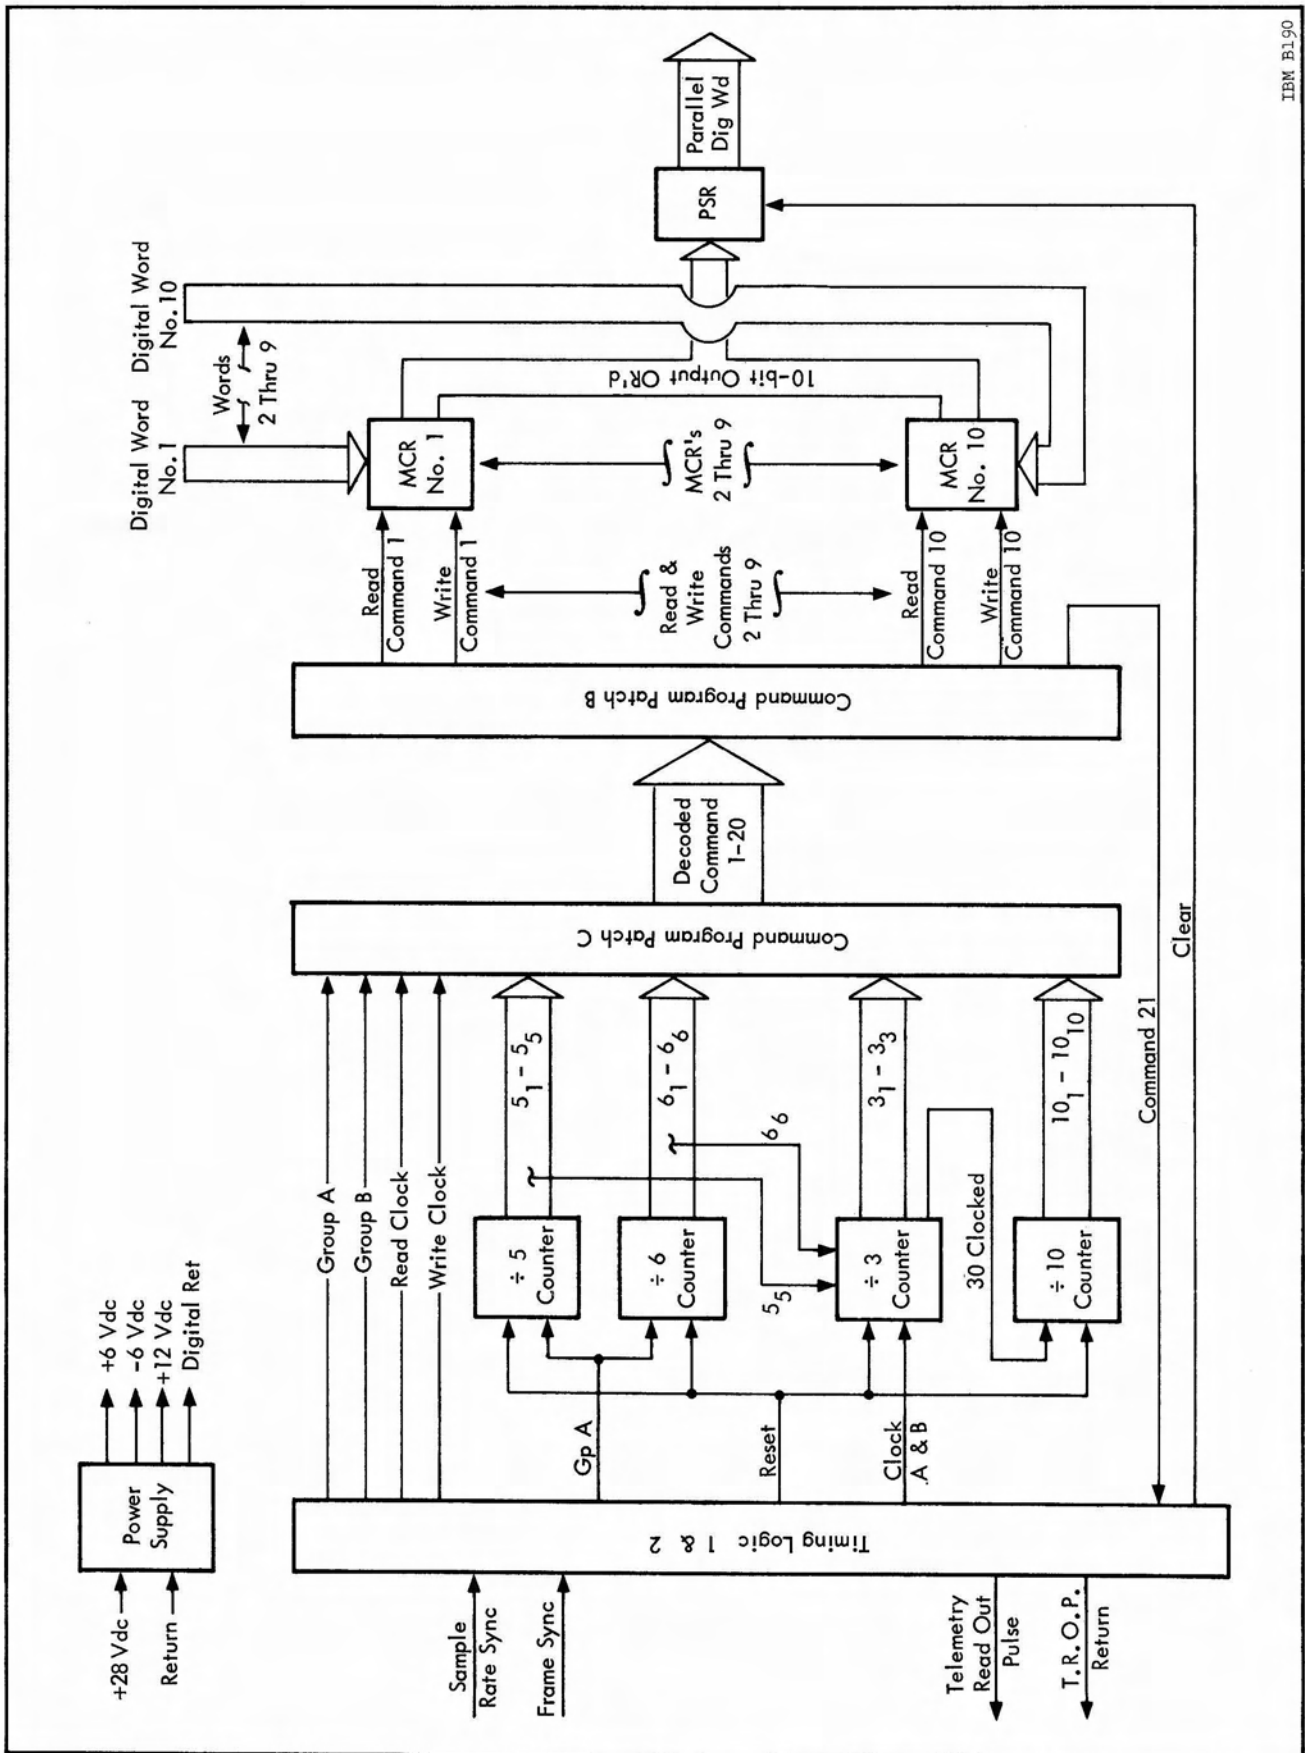 IBM B190
+28 Vdc
Return
Power
Supply
+6 Vdc
-6 Vdc
+12 Vdc
Digital Ret
Sample
Rate Sync
Frame Sync
Telemetry
Read Out
Pulse
T.R.O.P.
Return
Timing Logic 1 & 2
Group A
Group B
Read Clock
Write Clock
Gp A
Reset
Clock
A & B
÷ 5
Counter
÷ 6
Counter
÷ 3
Counter
÷ 10
Counter
5₅
6₆
30 Clocked
5₁ - 5₅
6₁ - 6₆
3₁ - 3₃
10₁ - 10₁₀
Command 21
Clear
Command Program Patch C
Decoded
Command
1-20
Command Program Patch B
Read
Command 1
Write
Command 1
Read &
Write
Commands
2 Thru 9
Read
Command 10
Write
Command 10
Digital Word
No. 1
Words
2 Thru 9
Digital Word
No. 10
MCR
No. 1
MCR's
2 Thru 9
MCR
No. 10
10-bit Output OR'd
PSR
Parallel
Dig Wd